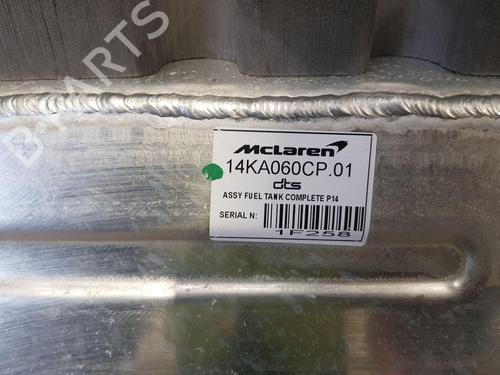 B-PARTS
McLaren
14KA060CP.01
dts
ASSY FUEL TANK COMPLETE P14
SERIAL N:
1F258